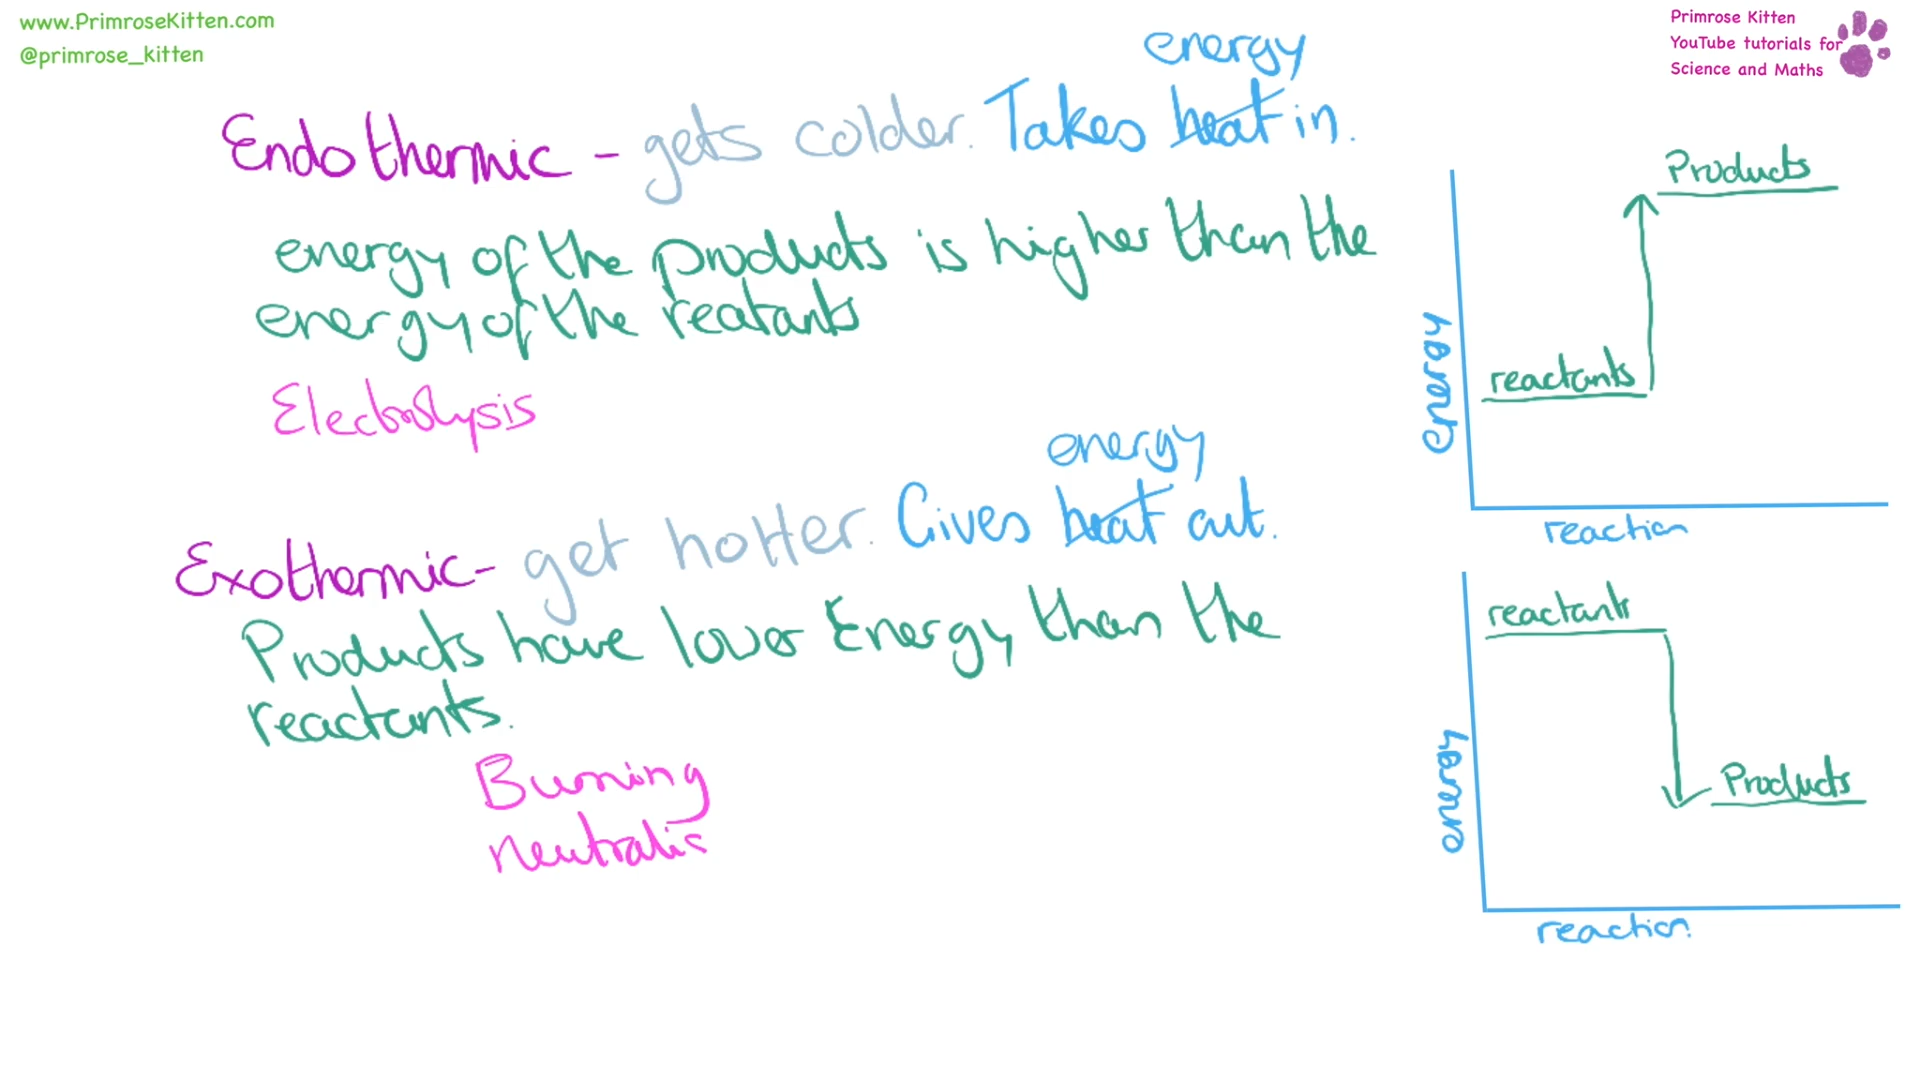 www.PrimroseKitten.com
@primrose_kitten
Primrose Kitten
YouTube tutorials for
Science and Maths
energy
Endothermic - gets colder. Takes heat in.
energy of the products is higher than the
energy of the reatants
Electrolysis
Products
reactants
energy
reaction
energy
Exothermic- get hotter. Gives heat out.
Products have lower Energy than the
reactants.
Burning
neutralis
reactants
Products
energy
reaction